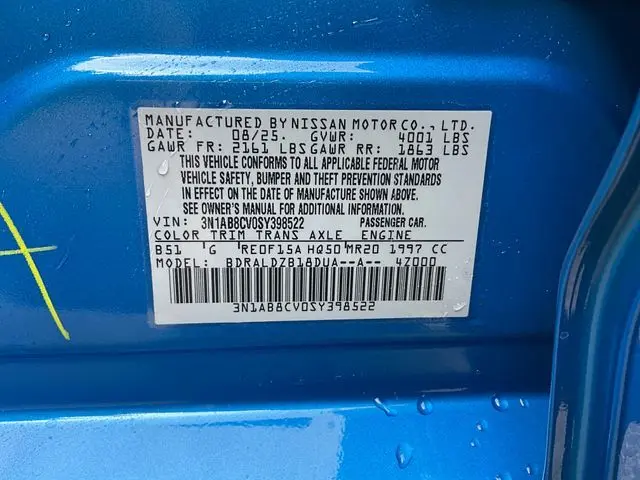 MANUFACTURED BY NISSAN MOTOR CO., LTD.
DATE: 08/25. GVWR: 4001 LBS
GAWR FR: 2161 LBS GAWR RR: 1863 LBS
THIS VEHICLE CONFORMS TO ALL APPLICABLE FEDERAL MOTOR
VEHICLE SAFETY, BUMPER AND THEFT PREVENTION STANDARDS
IN EFFECT ON THE DATE OF MANUFACTURE SHOWN ABOVE.
SEE OWNER'S MANUAL FOR ADDITIONAL INFORMATION.
VIN: 3N1AB8CV0SY398522 PASSENGER CAR.
COLOR TRIM TRANS AXLE ENGINE
B51 G RE0F15A HQ50 MR20 1997 CC
MODEL: BDRALDZB18DUA--A-- 47000
3N1AB8CV0SY398522